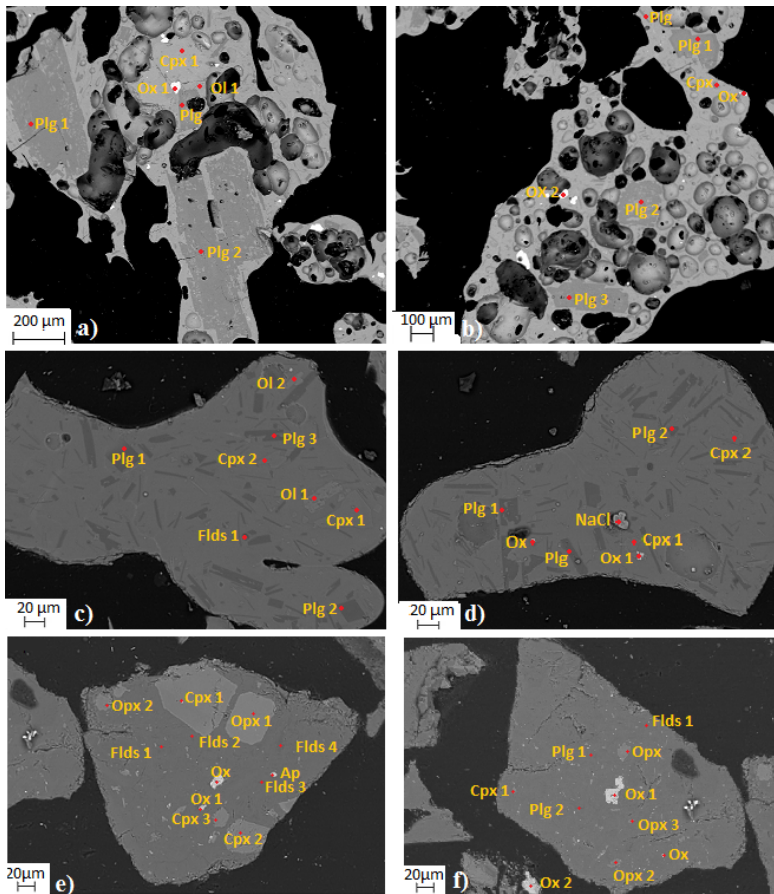 Cpx 1
Ox 1
Ol 1
Plg
Plg 1
Plg 2
200 µm
a)
Plg
Plg 1
Cpx
Ox
OX 2
Plg 2
Plg 3
100 µm
b)
Ol 2
Plg 3
Plg 1
Cpx 2
Ol 1
Cpx 1
Flds 1
Plg 2
20 µm
c)
Plg 2
Cpx 2
Plg 1
NaCl
Ox
Cpx 1
Plg
Ox 1
20 µm
d)
Cpx 1
Opx 2
Opx 1
Flds 2
Flds 1
Flds 4
Ox
Ap
Flds 3
Ox 1
Cpx 3
Cpx 2
20µm
e)
Flds 1
Plg 1
Opx
Cpx 1
Ox 1
Plg 2
Opx 3
Ox
Opx 2
20µm
Ox 2
f)